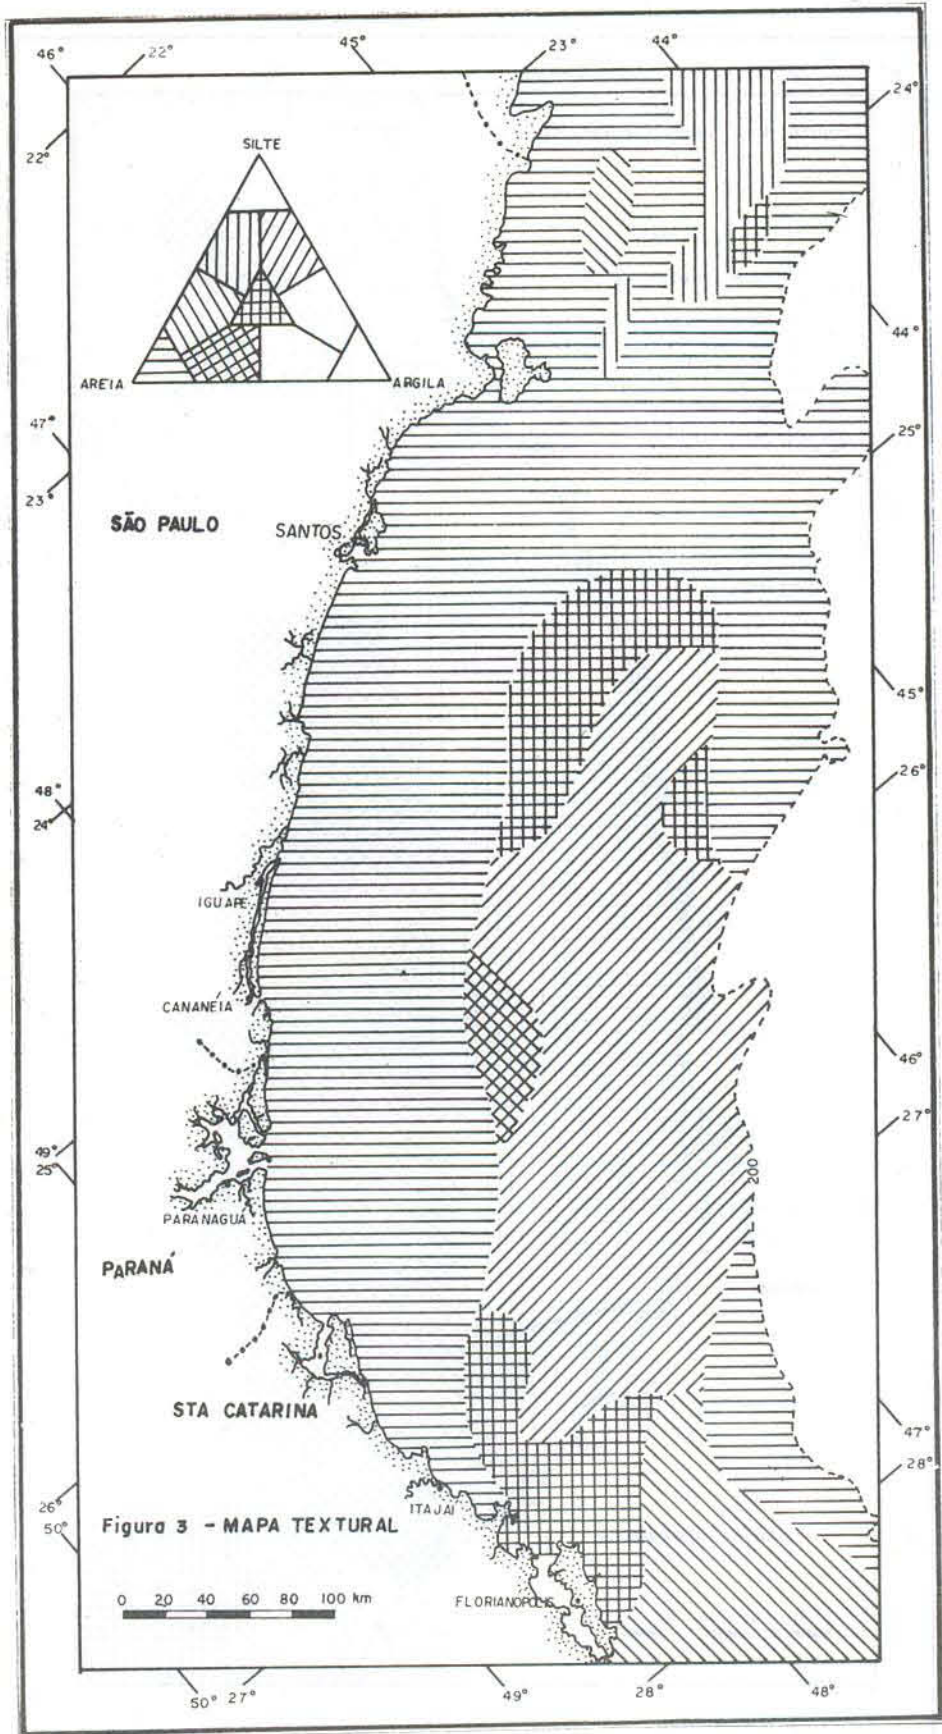 46° 22° 45° 23° 44°
24°
22°
SILTE
AREIA ARGILA
44°
47°
25°
23°
SÃO PAULO
SANTOS
45°
26°
48°
24°
IGUAPE
CANANÉIA
46°
27°
49°
25°
200
PARANAGUÁ
PARANÁ
STA CATARINA
47°
28°
26°
50°
ITAJAÍ
Figura 3 - MAPA TEXTURAL
0 20 40 60 80 100 km
FLORIANOPOLIS
50° 27° 49° 28° 48°